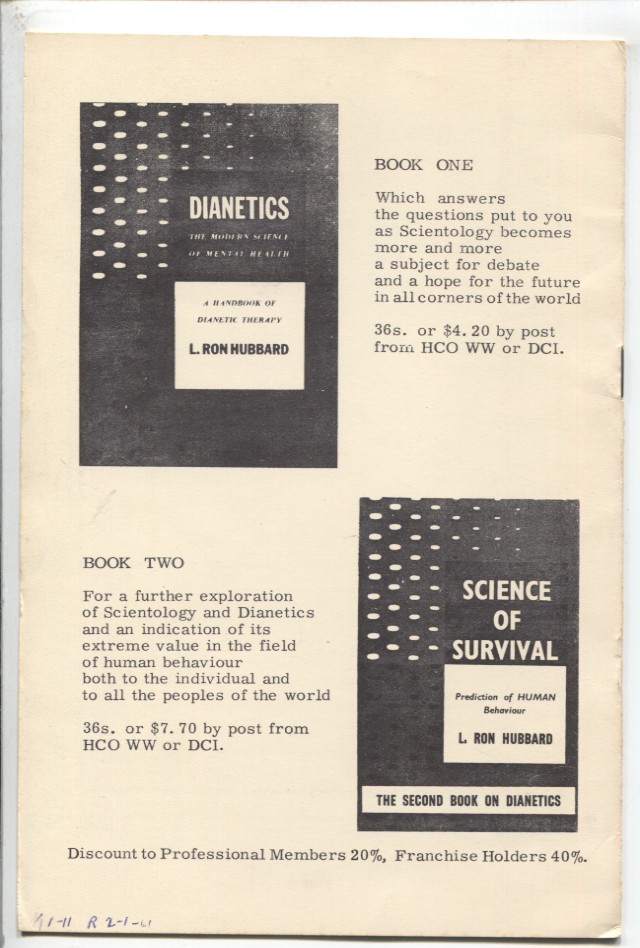 DIANETICS
THE MODERN SCIENCE
OF MENTAL HEALTH
A HANDBOOK OF
DIANETIC THERAPY
L. RON HUBBARD
BOOK ONE
Which answers
the questions put to you
as Scientology becomes
more and more
a subject for debate
and a hope for the future
in all corners of the world
36s. or $4.20 by post
from HCO WW or DCI.
BOOK TWO
For a further exploration
of Scientology and Dianetics
and an indication of its
extreme value in the field
of human behaviour
both to the individual and
to all the peoples of the world
36s. or $7.70 by post from
HCO WW or DCI.
SCIENCE
OF
SURVIVAL
Prediction of HUMAN
Behaviour
L. RON HUBBARD
THE SECOND BOOK ON DIANETICS
Discount to Professional Members 20%, Franchise Holders 40%.
R 2-1-61